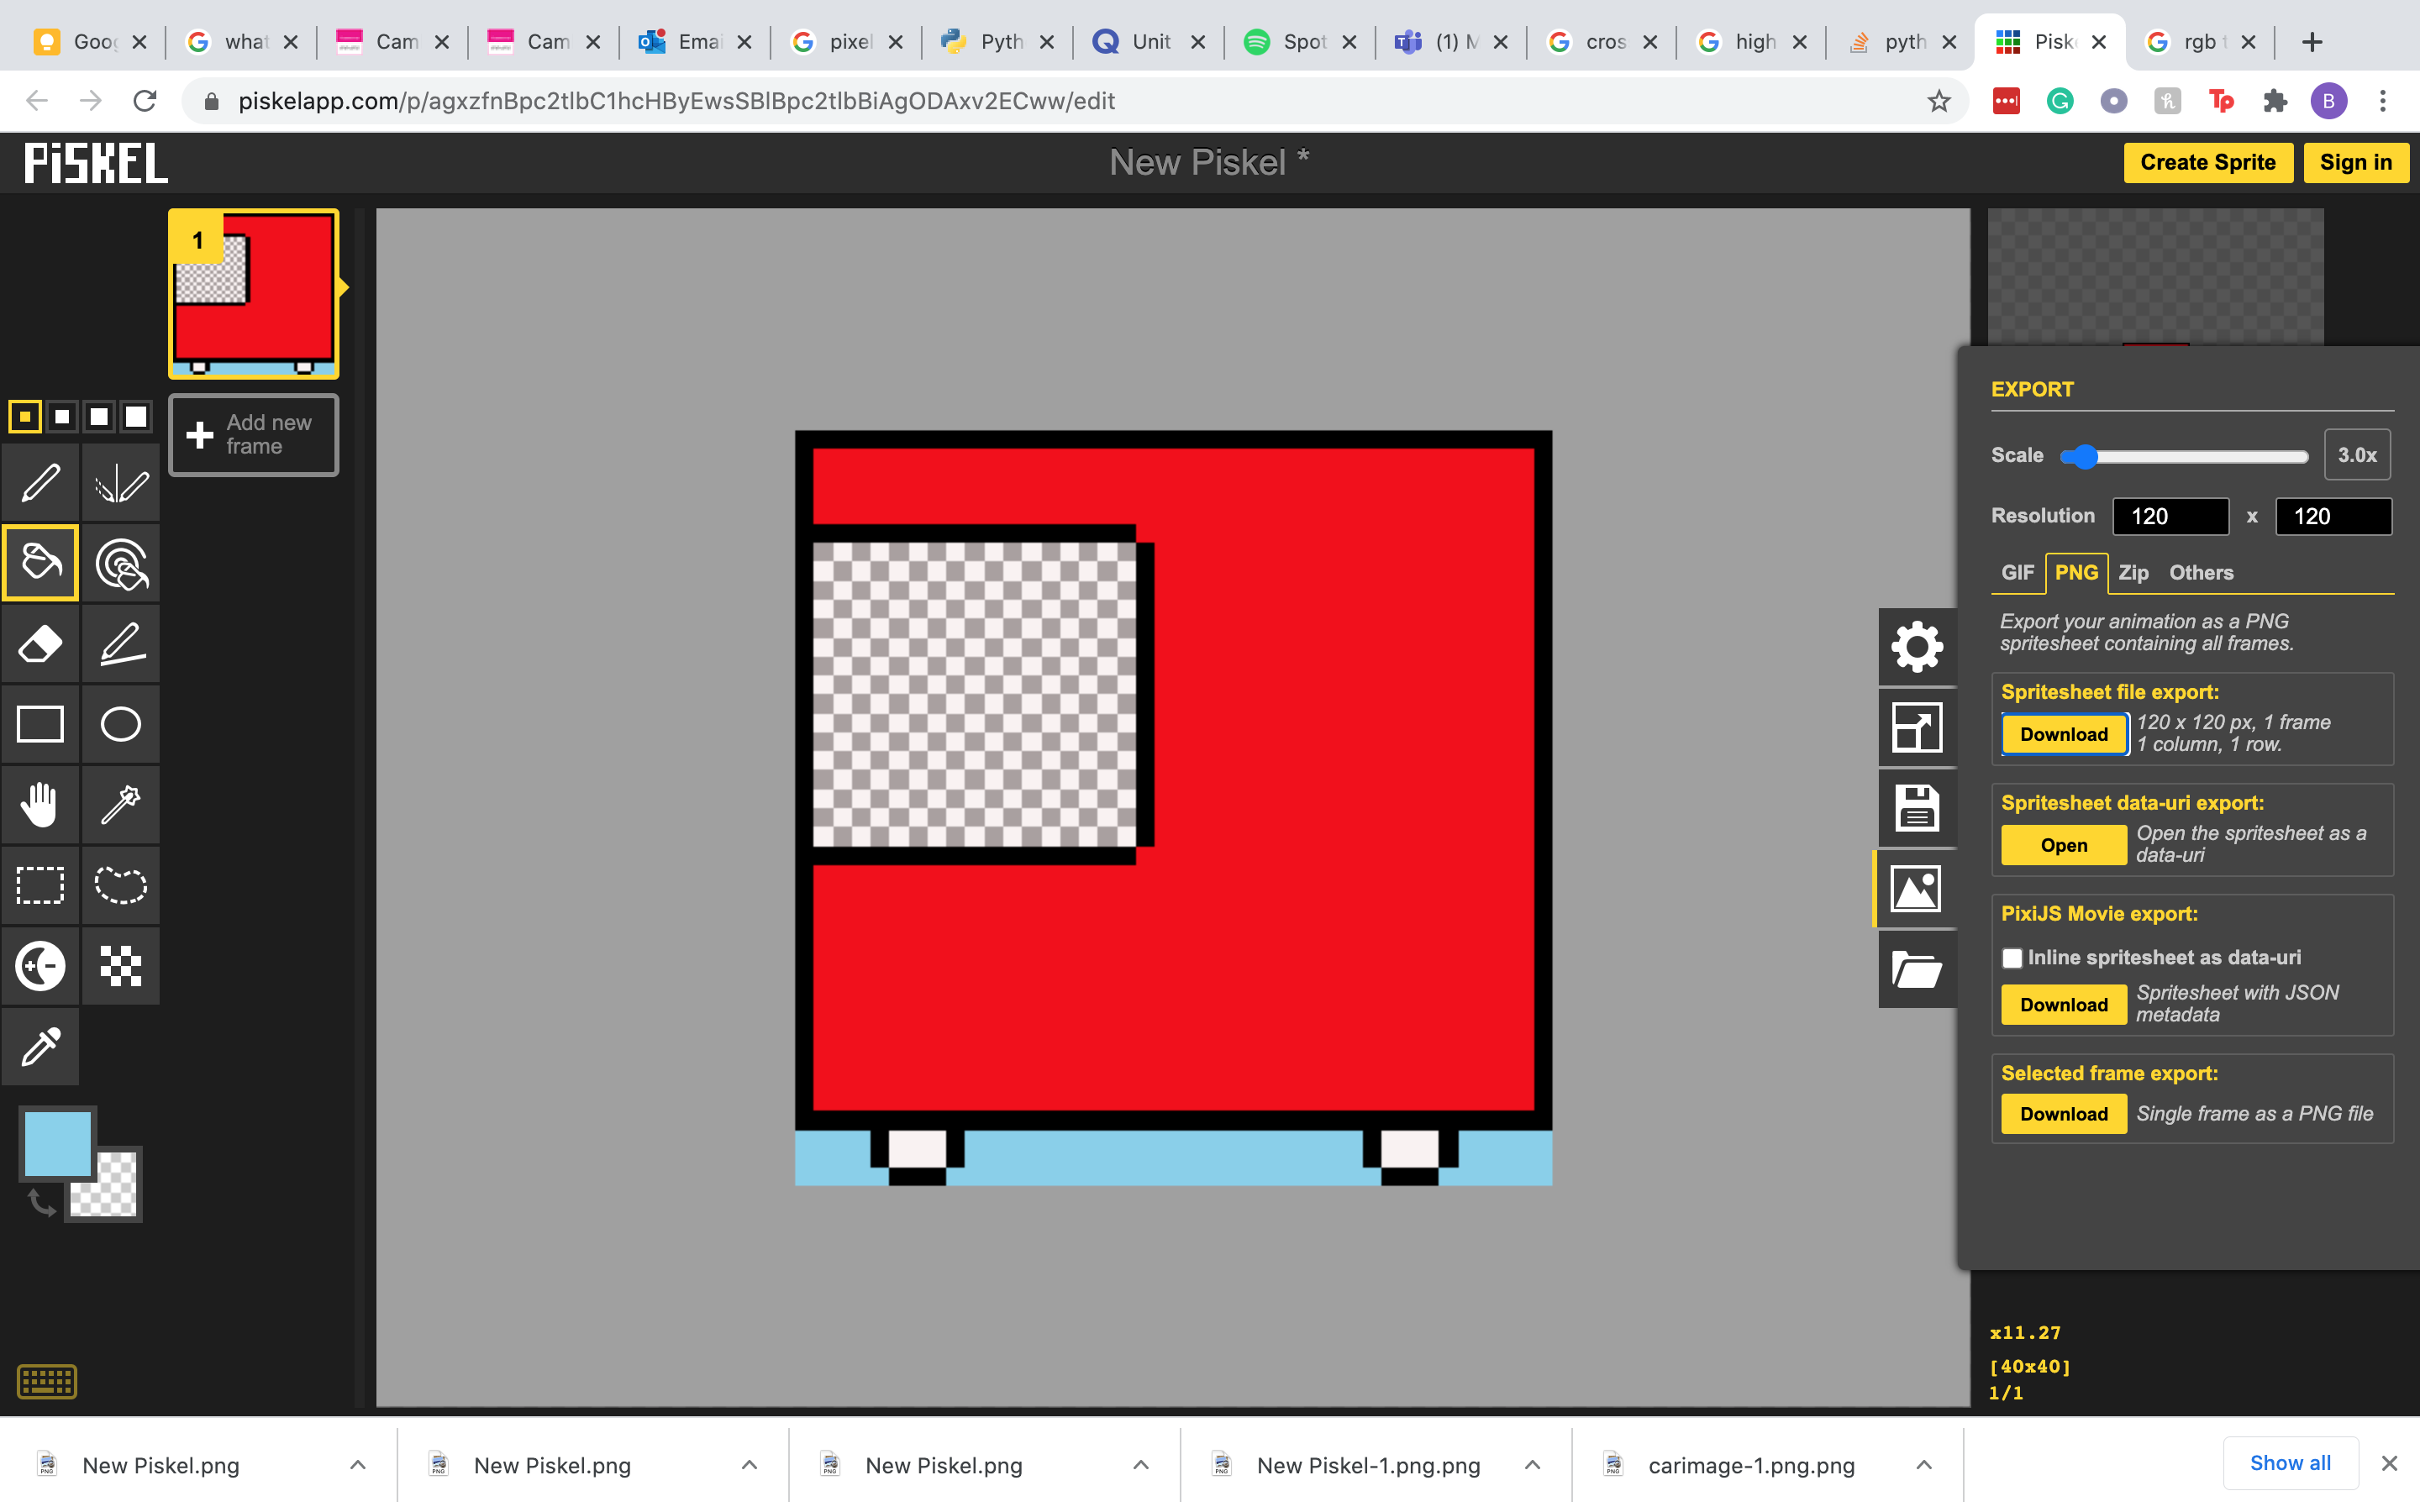 Goo
what
Cam
Cam
Emai
pixel
Pyth
Unit
Spot
(1) M
cros
high
pyth
Pisk
rgb t
piskelapp.com/p/agxzfnBpc2tlbC1hcHByEwsSBlBpc2tlbBiAgODAxv2ECww/edit
B
PiSKEL
New Piskel *
Create Sprite
Sign in
1
Add new
frame
EXPORT
Scale
3.0x
Resolution
120
x
120
GIF
PNG
Zip
Others
Export your animation as a PNG
spritesheet containing all frames.
Spritesheet file export:
Download
120 x 120 px, 1 frame
1 column, 1 row.
Spritesheet data-uri export:
Open
Open the spritesheet as a
data-uri
PixiJS Movie export:
Inline spritesheet as data-uri
Download
Spritesheet with JSON
metadata
Selected frame export:
Download
Single frame as a PNG file
x11.27
[40x40]
1/1
New Piskel.png
New Piskel.png
New Piskel.png
New Piskel-1.png.png
carimage-1.png.png
Show all